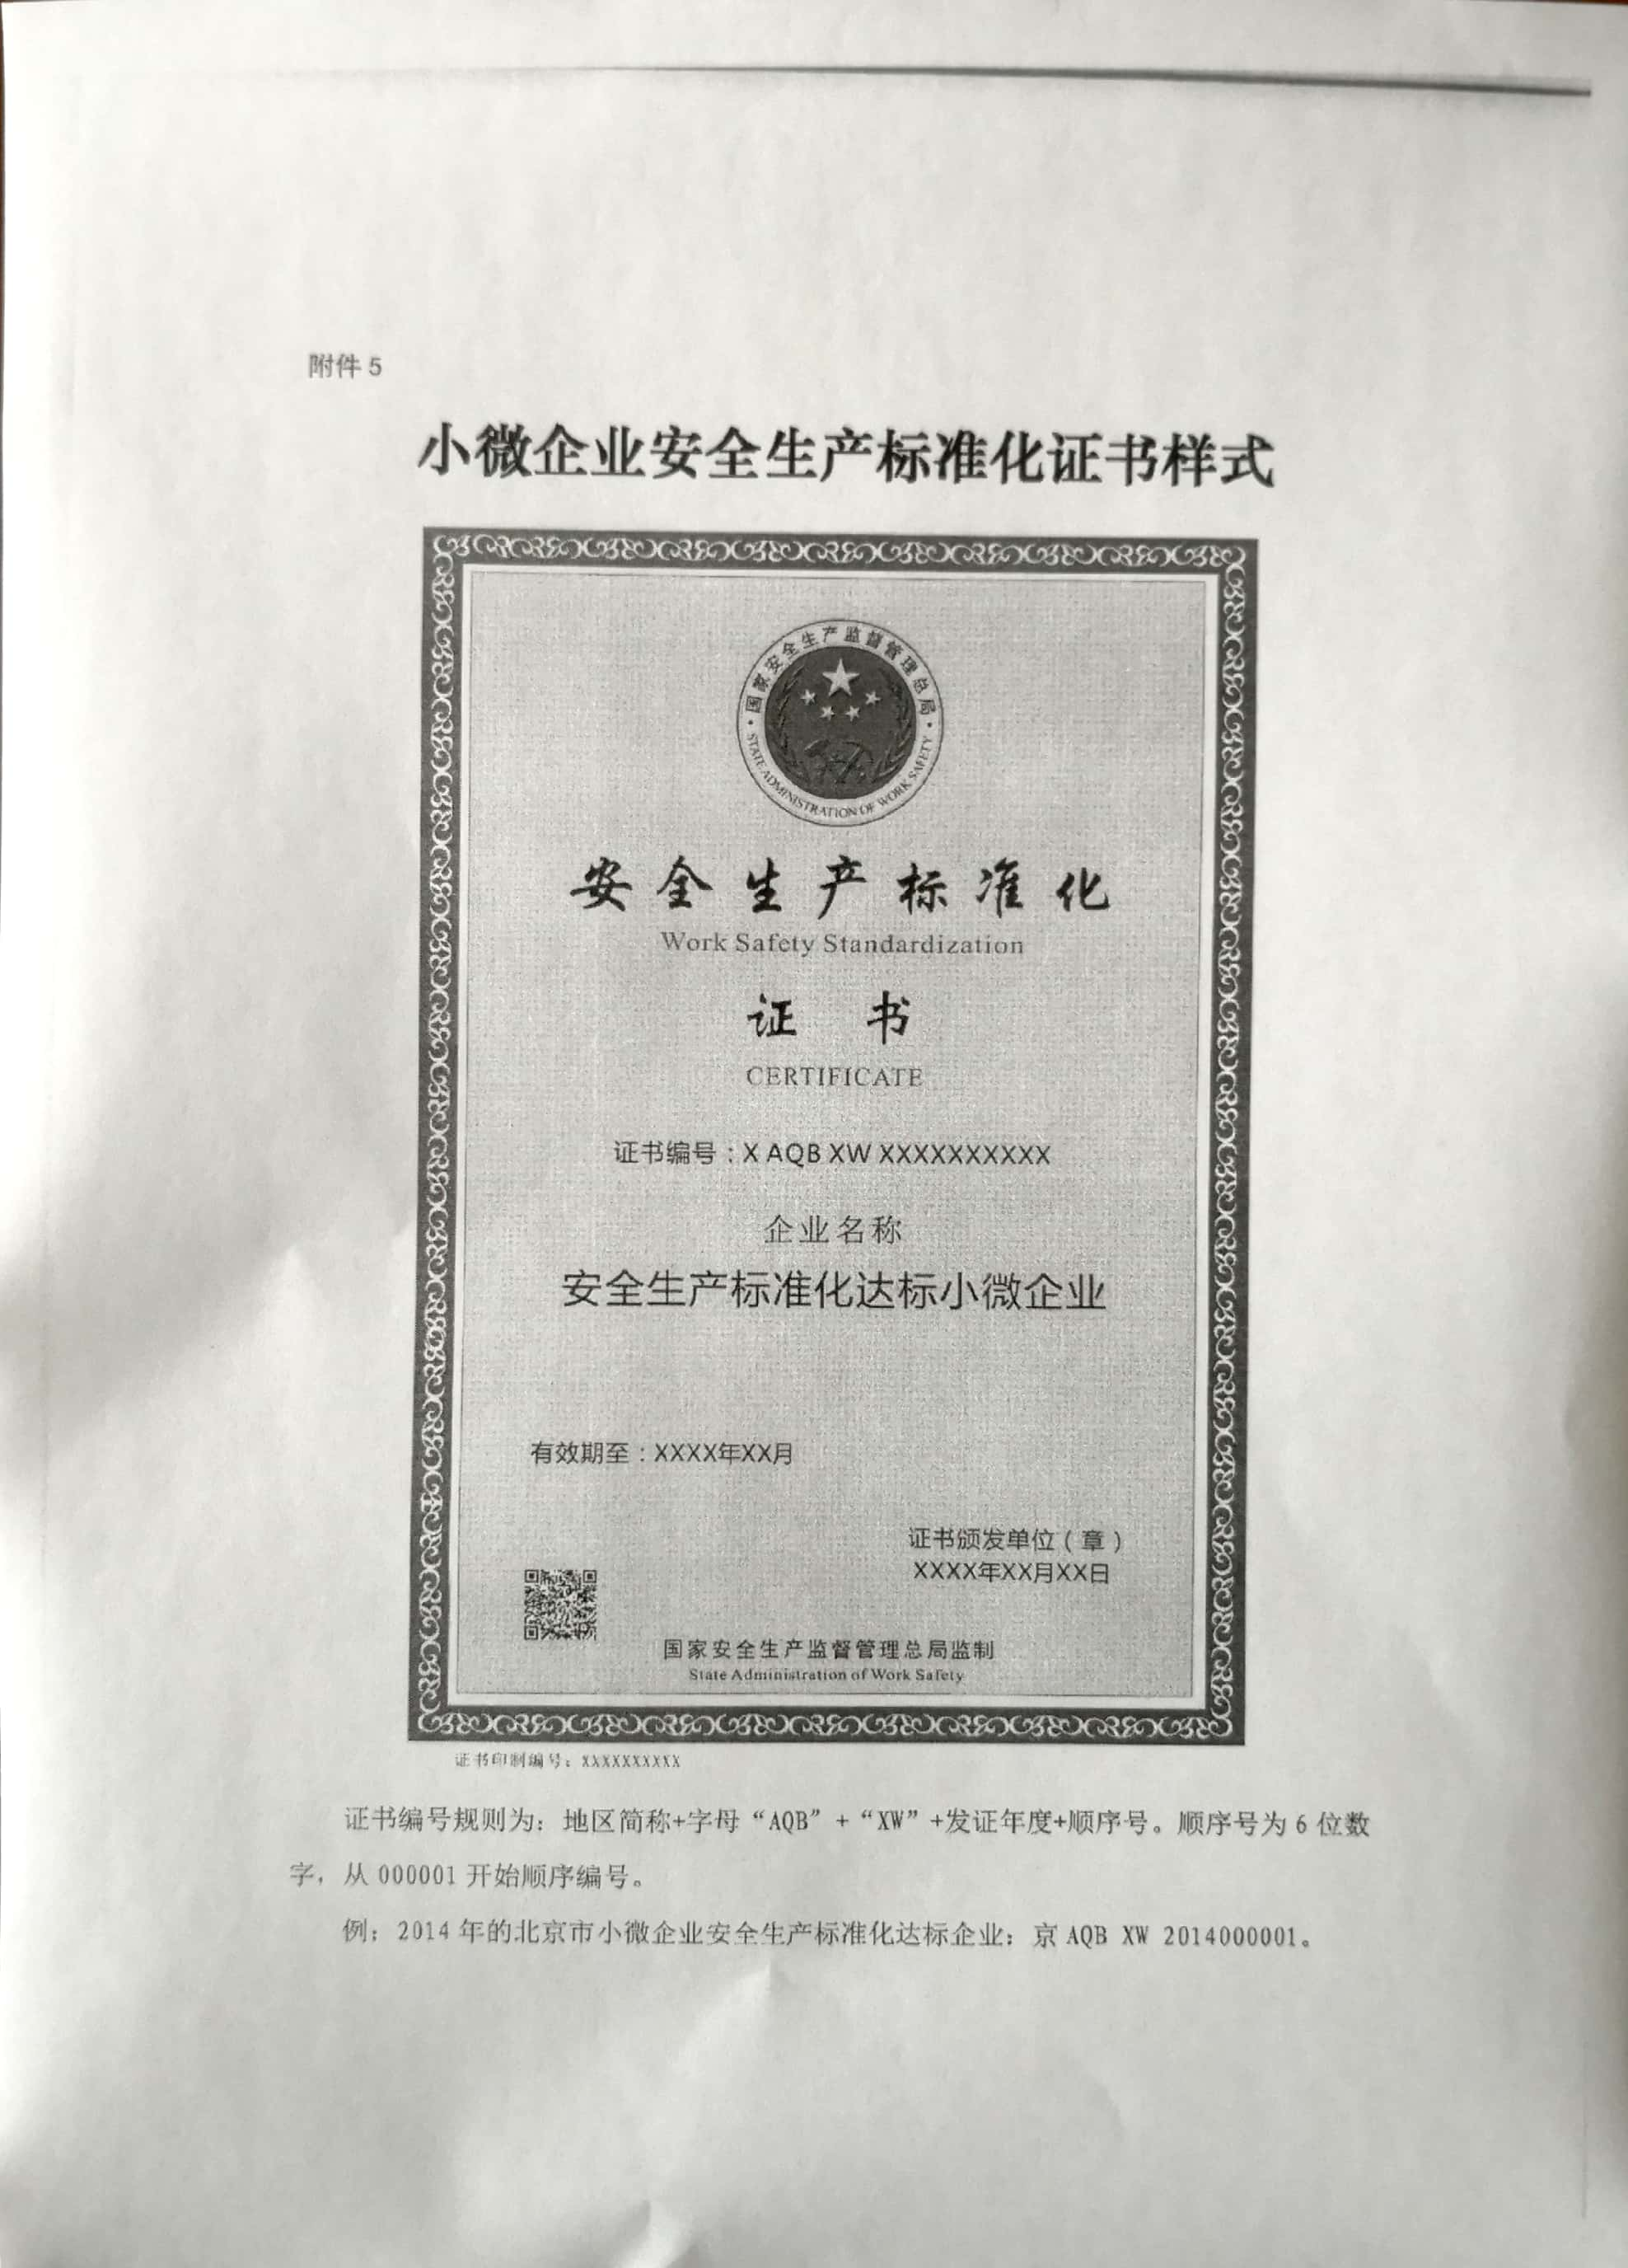 附件 5
小微企业安全生产标准化证书样式
·国家安全生产监督管理总局·
STATE ADMINISTRATION OF WORK SAFETY
安全生产标准化
Work Safety Standardization
证 书
CERTIFICATE
证书编号：X AQB XW XXXXXXXXXX
企业名称
安全生产标准化达标小微企业
有效期至：XXXX年XX月
证书颁发单位（章）
XXXX年XX月XX日
国家安全生产监督管理总局监制
State Administration of Work Safety
证书印制编号：XXXXXXXXXX
证书编号规则为：地区简称+字母“AQB”+“XW”+发证年度+顺序号。顺序号为 6 位数
字，从 000001 开始顺序编号。
例：2014 年的北京市小微企业安全生产标准化达标企业：京 AQB XW 2014000001。